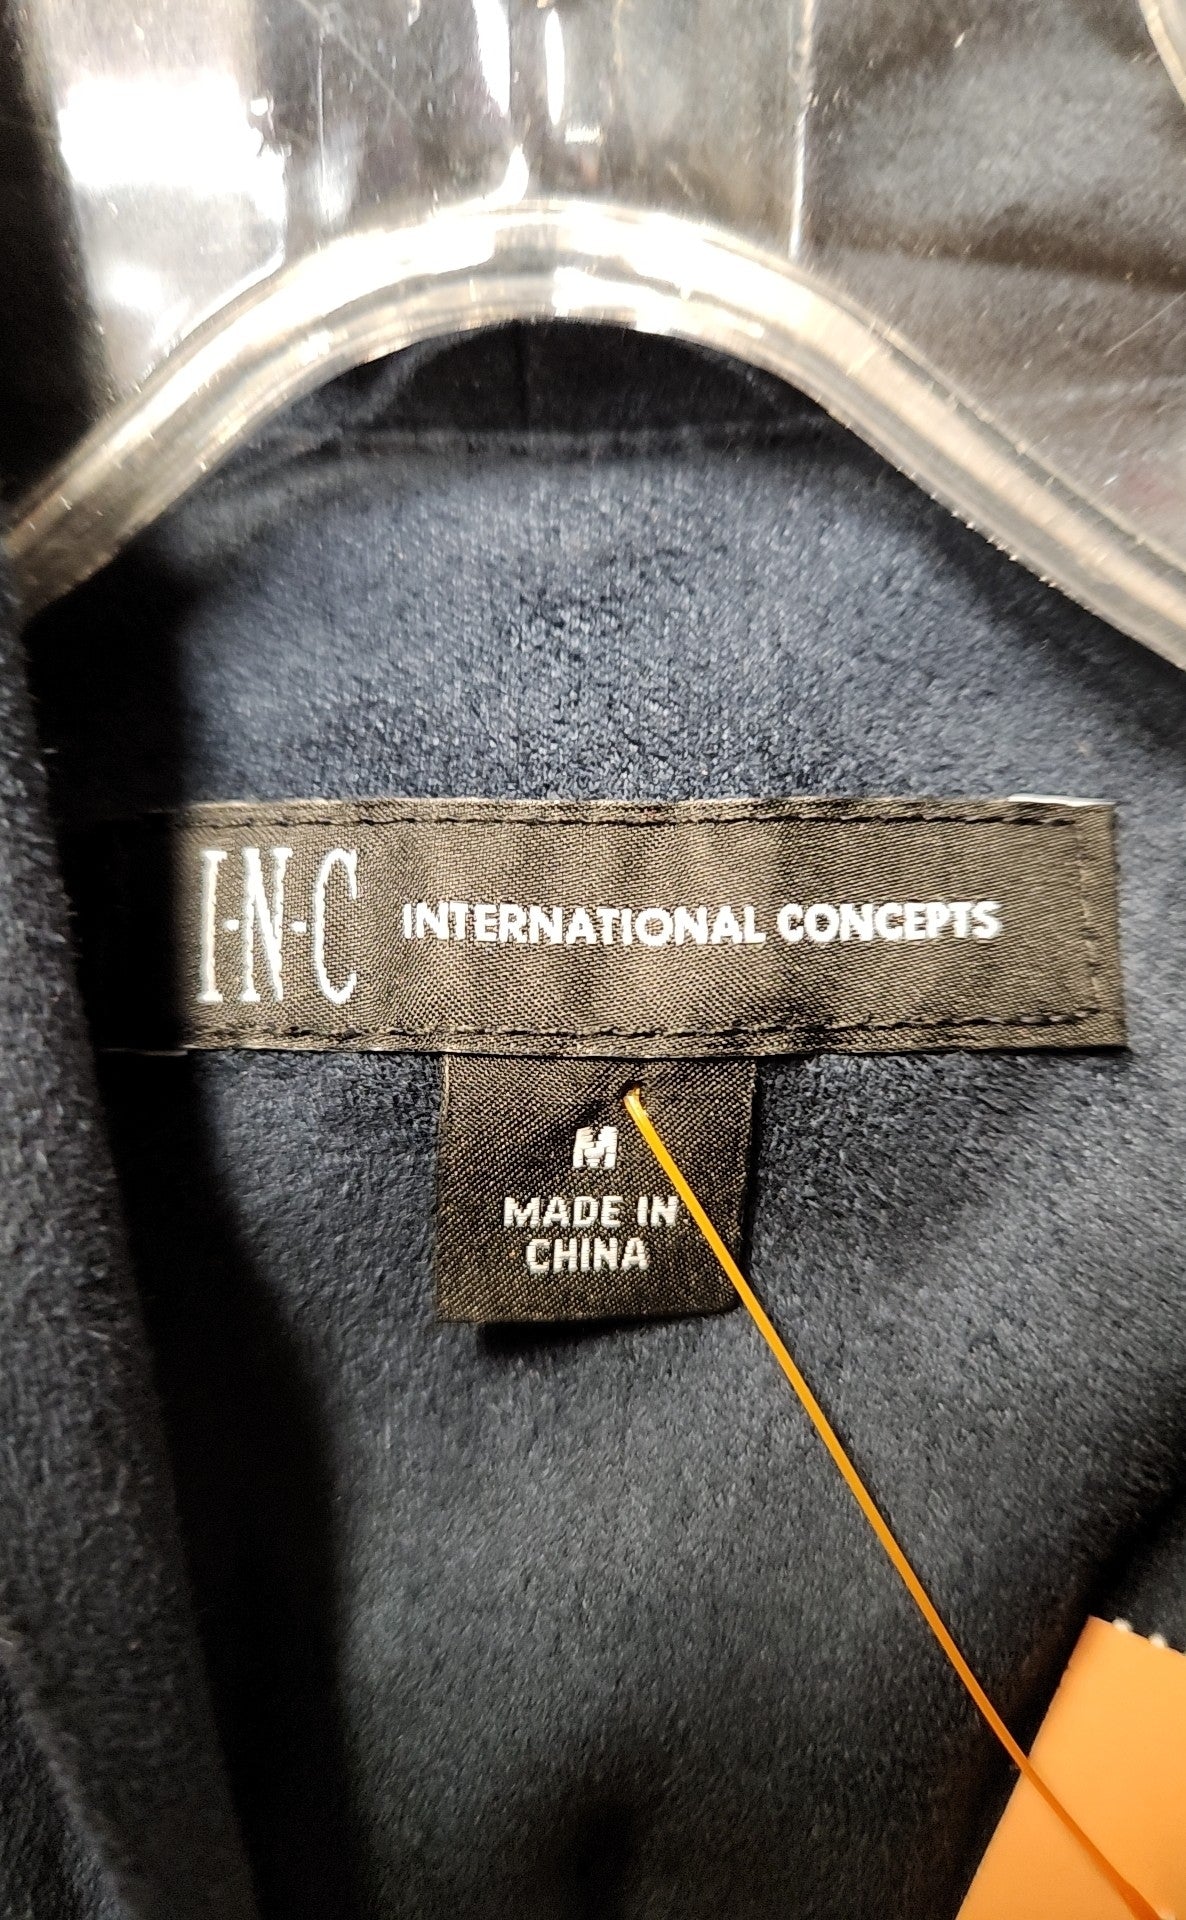 I-N-C INTERNATIONAL CONCEPTS
M
MADE IN
CHINA